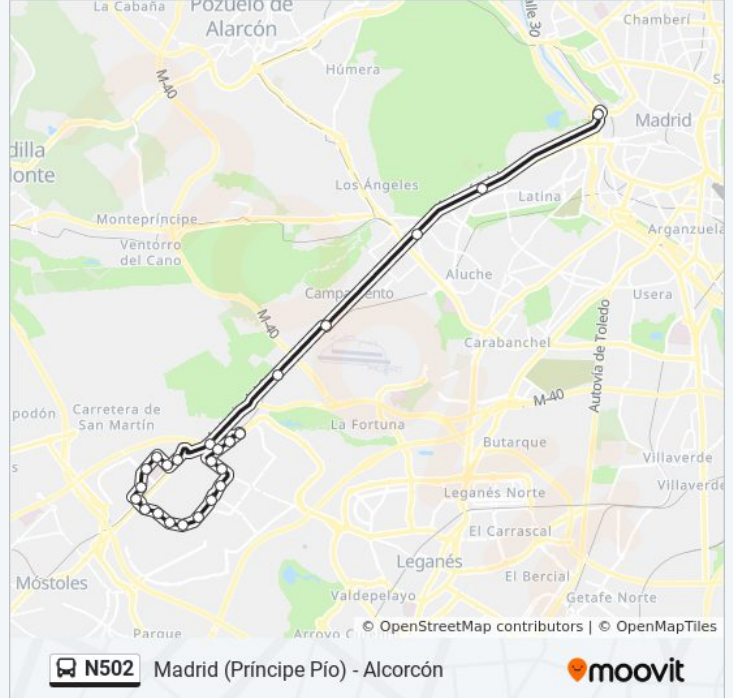 La Cabaña
Pozuelo de
Alarcón
Calle 30
Chamberí
Húmera
M-40
Madrid
dilla
onte
Los Ángeles
Latina
Montepríncipe
Arganzuela
Ventorro
del Cano
Aluche
Campamento
Usera
M-40
Carabanchel
Autovía de Toledo
M-40
podón
Carretera de
San Martín
La Fortuna
Butarque
Villaverde
Leganés Norte
Villaverde
El Carrascal
Leganés
El Bercial
Móstoles
Valdepelayo
Getafe Norte
Parque
Arroyo C
© OpenStreetMap contributors | © OpenMapTiles
N502 Madrid (Príncipe Pío) - Alcorcón
moovit